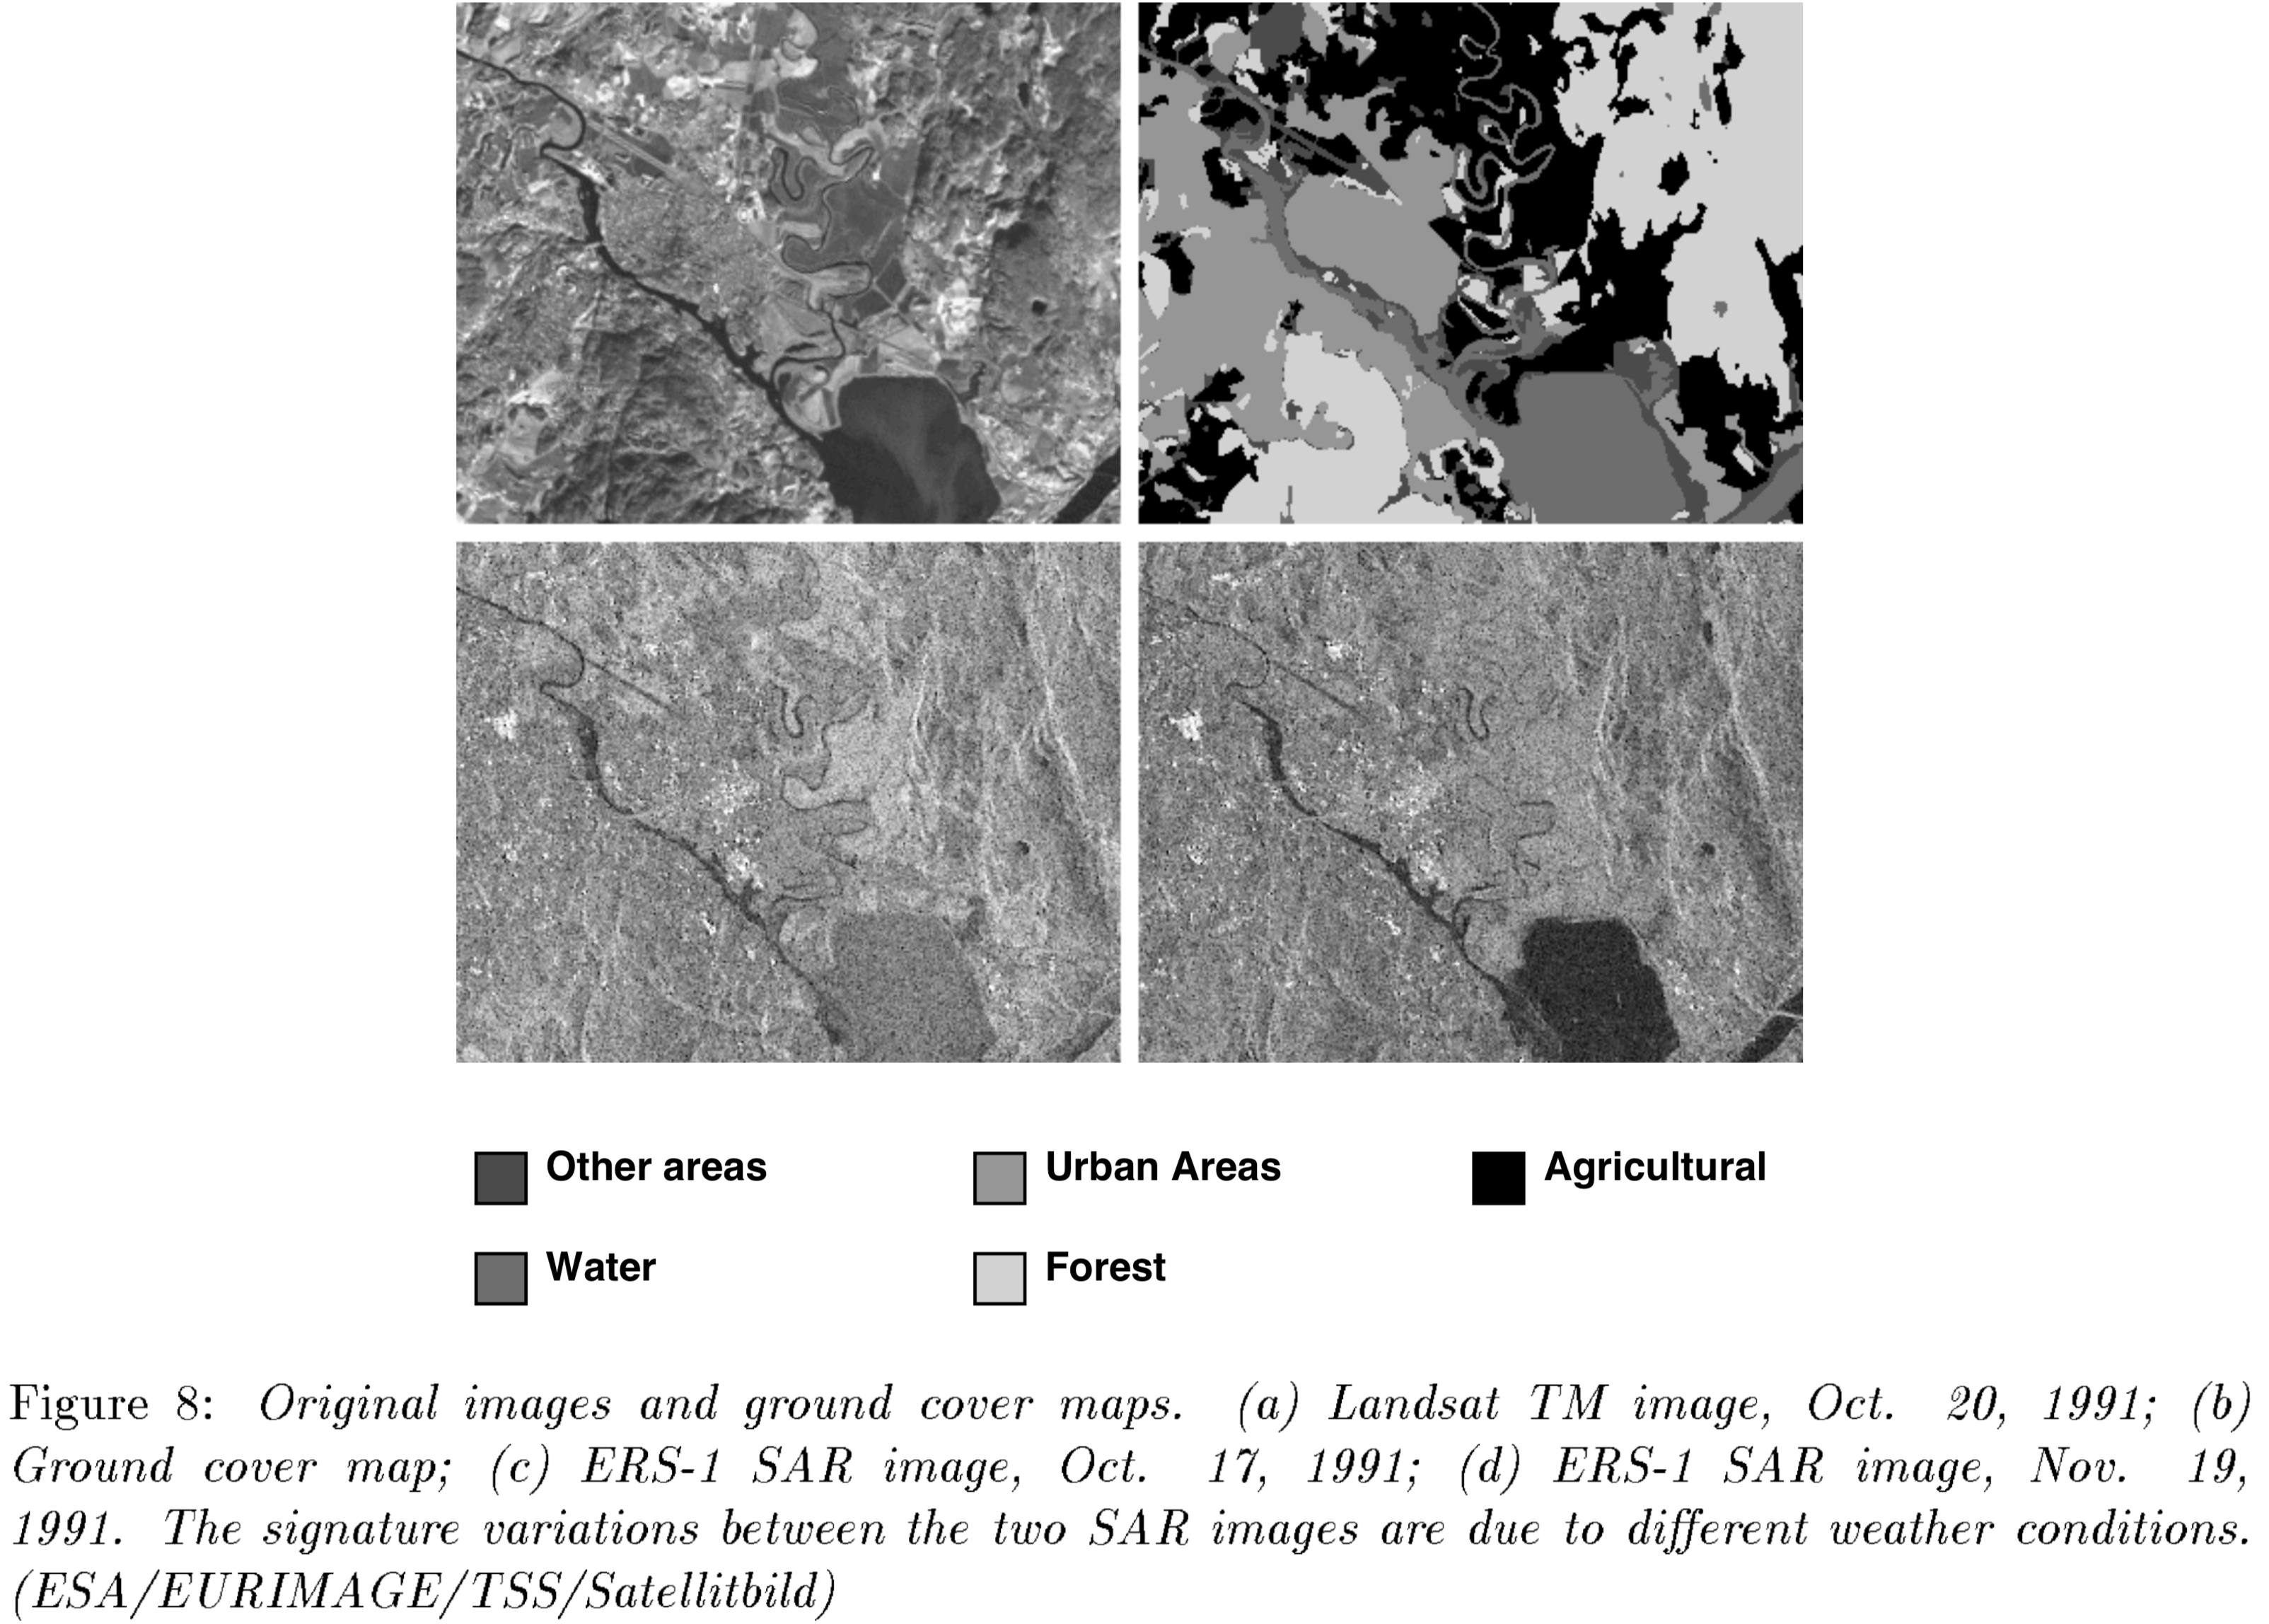 Other areas
Urban Areas
Agricultural
Water
Forest
Figure 8: Original images and ground cover maps. (a) Landsat TM image, Oct. 20, 1991; (b)
Ground cover map; (c) ERS-1 SAR image, Oct. 17, 1991; (d) ERS-1 SAR image, Nov. 19,
1991. The signature variations between the two SAR images are due to different weather conditions.
(ESA/EURIMAGE/TSS/Satellitbild)